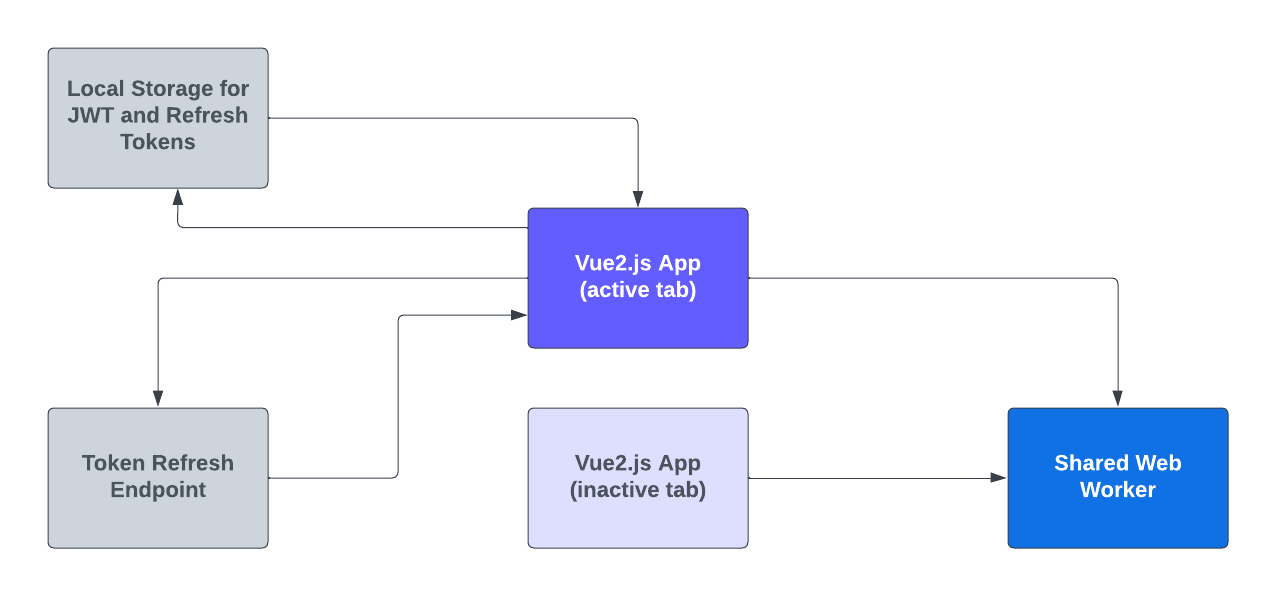 Local Storage for
JWT and Refresh
Tokens
Vue2.js App
(active tab)
Token Refresh
Endpoint
Vue2.js App
(inactive tab)
Shared Web
Worker